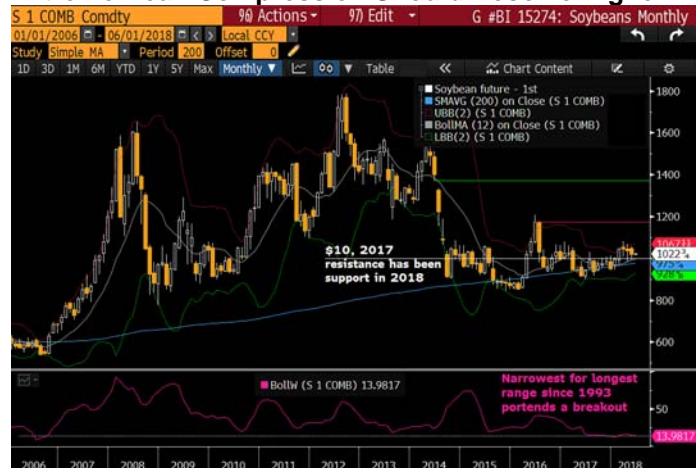 S 1 COMB Comdty 96) Actions 97) Edit G #BI 15274: Soybeans Monthly
01/01/2006 - 06/01/2018 Local CCY
Study Simple MA Period 200 Offset 0
1D 3D 1M 6M YTD 1Y 5Y Max Monthly ▼ Table « Chart Content
Soybean future - 1st
SMAVG (200) on Close (S 1 COMB)
UBB(2) (S 1 COMB)
BollMA (12) on Close (S 1 COMB)
LBB(2) (S 1 COMB)
1800
1600
1400
1200
1022¾
800
600
$10, 2017
resistance has been
support in 2018
BollW (S 1 COMB) 13.9817
Narrowest for longest
range since 1993
portends a breakout
50
13.9817
2006 2007 2008 2009 2010 2011 2012 2013 2014 2015 2016 2017 2018